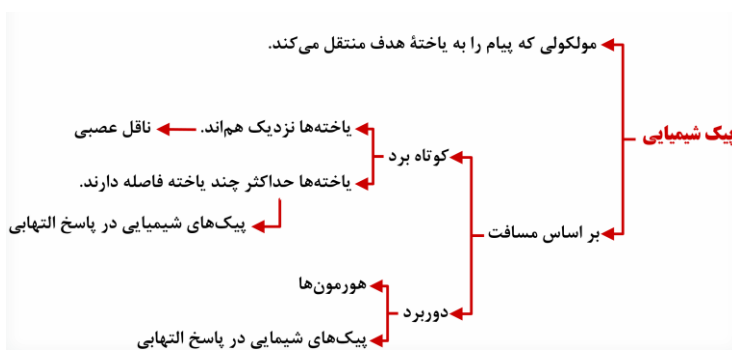 مولکولی که پیام را به یاختهٔ هدف منتقل می‌کند.
پیک شیمیایی
یاخته‌ها نزدیک هم‌اند.
ناقل عصبی
کوتاه برد
یاخته‌ها حداکثر چند یاخته فاصله دارند.
پیک‌های شیمیایی در پاسخ التهابی
بر اساس مسافت
هورمون‌ها
دوربرد
پیک‌های شیمایی در پاسخ التهابی